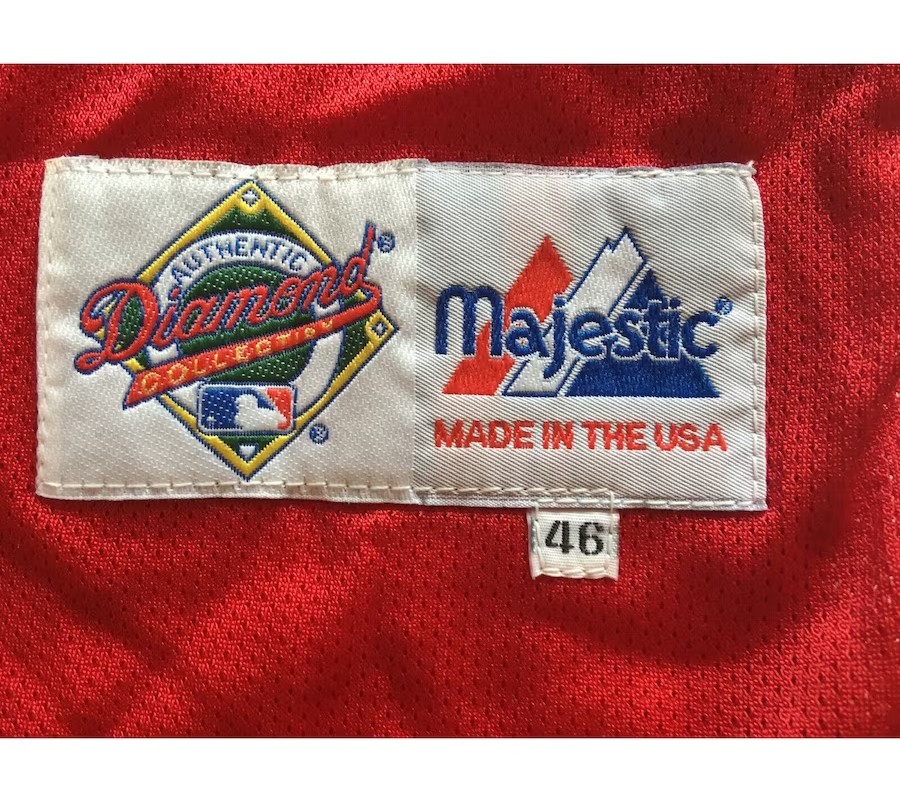 AUTHENTIC
Diamond®
COLLECTION
®
Majestic®
MADE IN THE USA
46